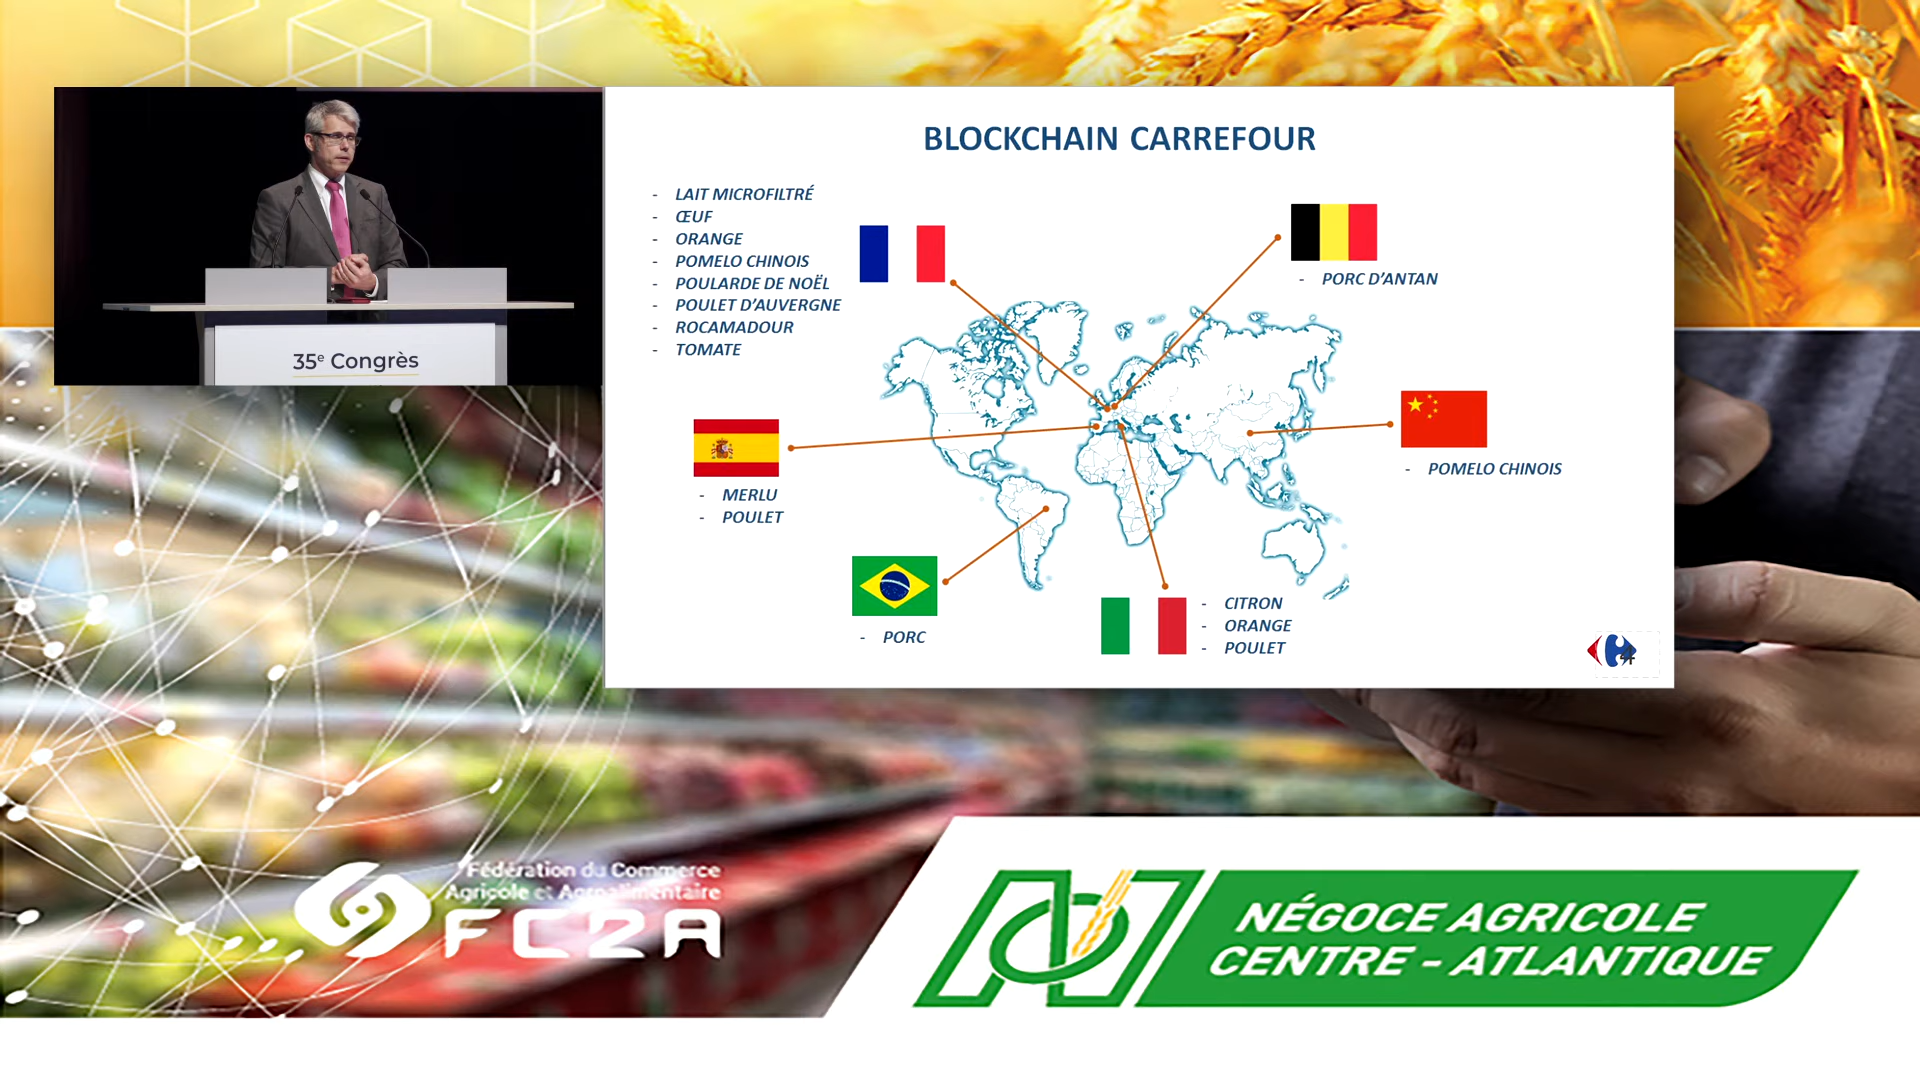 BLOCKCHAIN CARREFOUR
- LAIT MICROFILTRÉ
- ŒUF
- ORANGE
- POMELO CHINOIS
- POULARDE DE NOËL
- POULET D’AUVERGNE
- ROCAMADOUR
- TOMATE
- PORC D’ANTAN
35e Congrès
- POMELO CHINOIS
- MERLU
- POULET
- PORC
- CITRON
- ORANGE
- POULET
4
Fédération du Commerce
Agricole et Agroalimentaire
FC2A
NÉGOCE AGRICOLE
CENTRE - ATLANTIQUE